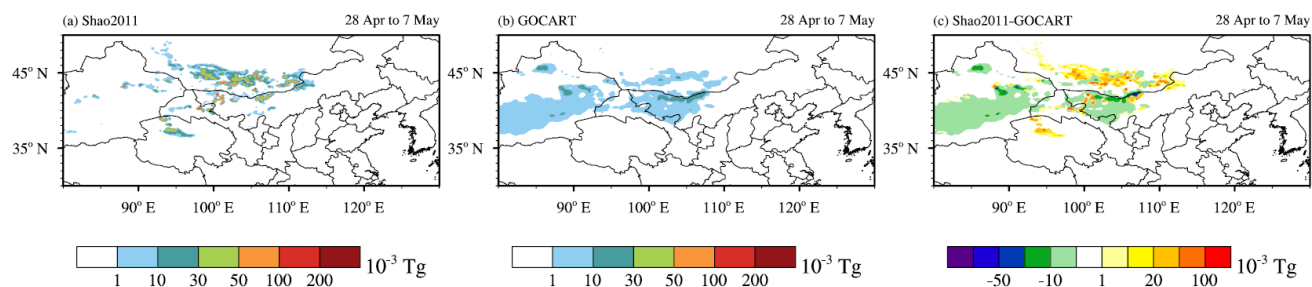 (a) Shao2011 28 Apr to 7 May
(b) GOCART 28 Apr to 7 May
(c) Shao2011-GOCART 28 Apr to 7 May
45° N
35° N
90° E 100° E 110° E 120° E
45° N
35° N
90° E 100° E 110° E 120° E
45° N
35° N
90° E 100° E 110° E 120° E
1 10 30 50 100 200 10⁻³ Tg
1 10 30 50 100 200 10⁻³ Tg
-50 -10 1 20 100 10⁻³ Tg